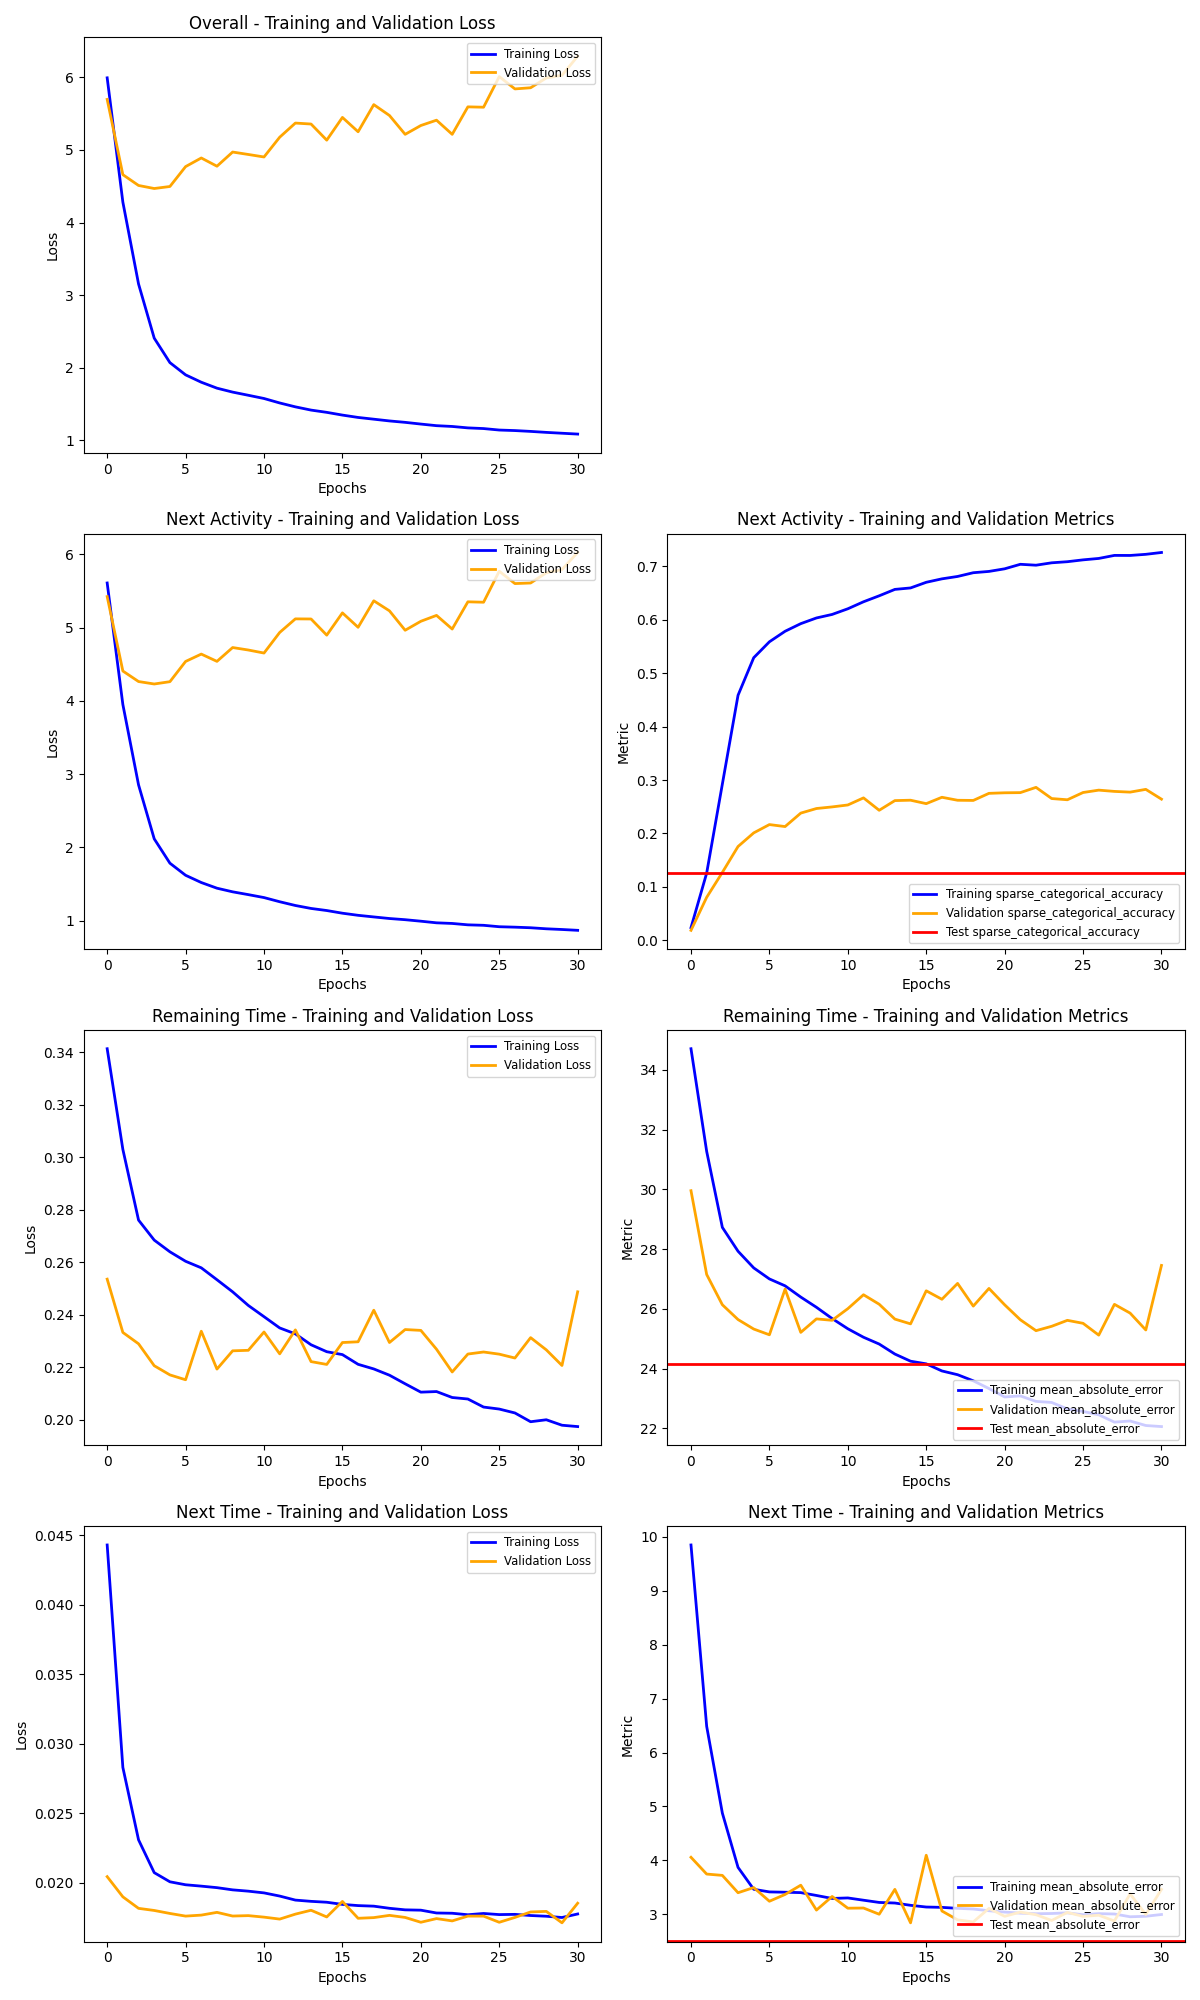 Overall - Training and Validation Loss
Training Loss
Validation Loss
6
5
4
3
2
1
Loss
0 5 10 15 20 25 30
Epochs
Next Activity - Training and Validation Loss
Training Loss
Validation Loss
6
5
4
3
2
1
Loss
0 5 10 15 20 25 30
Epochs
Next Activity - Training and Validation Metrics
0.7
0.6
0.5
0.4
0.3
0.2
0.1
0.0
Metric
Training sparse_categorical_accuracy
Validation sparse_categorical_accuracy
Test sparse_categorical_accuracy
0 5 10 15 20 25 30
Epochs
Remaining Time - Training and Validation Loss
Training Loss
Validation Loss
0.34
0.32
0.30
0.28
0.26
0.24
0.22
0.20
Loss
0 5 10 15 20 25 30
Epochs
Remaining Time - Training and Validation Metrics
34
32
30
28
26
24
22
Metric
Training mean_absolute_error
Validation mean_absolute_error
Test mean_absolute_error
0 5 10 15 20 25 30
Epochs
Next Time - Training and Validation Loss
Training Loss
Validation Loss
0.045
0.040
0.035
0.030
0.025
0.020
Loss
0 5 10 15 20 25 30
Epochs
Next Time - Training and Validation Metrics
10
9
8
7
6
5
4
3
Metric
Training mean_absolute_error
Validation mean_absolute_error
Test mean_absolute_error
0 5 10 15 20 25 30
Epochs